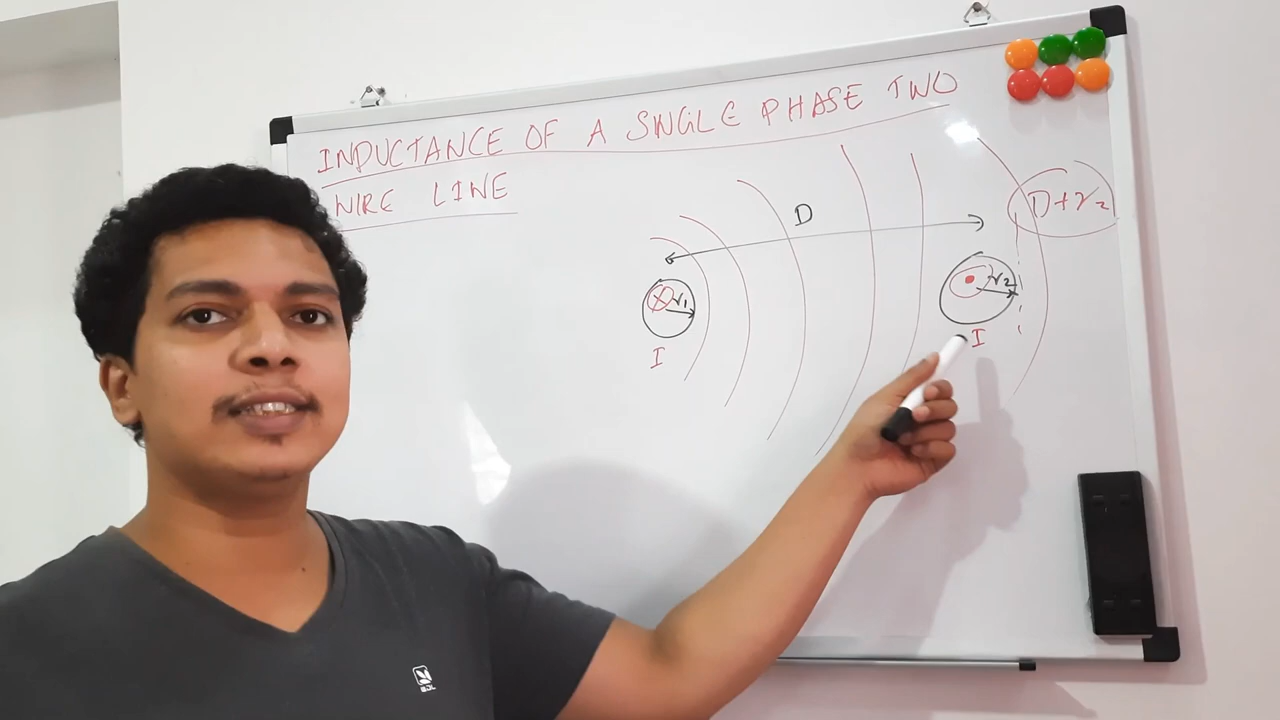 INDUCTANCE OF A SINGLE PHASE TWO
WIRE LINE
D
D+r₂
r₁
r₂
I
I